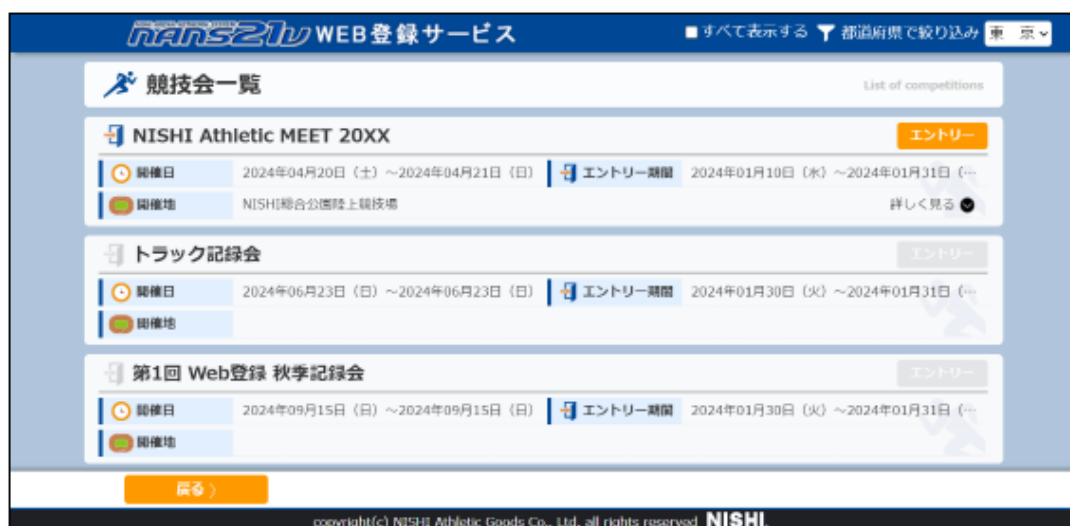 nans21v WEB登録サービス ■すべて表示する 都道府県で絞り込み 東 京
競技会一覧 List of competitions
NISHI Athletic MEET 20XX エントリー
開催日 2024年04月20日（土）～2024年04月21日（日） エントリー期間 2024年01月10日（水）～2024年01月31日（…
開催地 NISHI総合公園陸上競技場 詳しく見る
トラック記録会 エントリー
開催日 2024年06月23日（日）～2024年06月23日（日） エントリー期間 2024年01月30日（火）～2024年01月31日（…
開催地
第1回 Web登録 秋季記録会 エントリー
開催日 2024年09月15日（日）～2024年09月15日（日） エントリー期間 2024年01月30日（火）～2024年01月31日（…
開催地
戻る 〉
copyright(c) NISHI Athletic Goods Co., Ltd. all rights reserved NISHI.